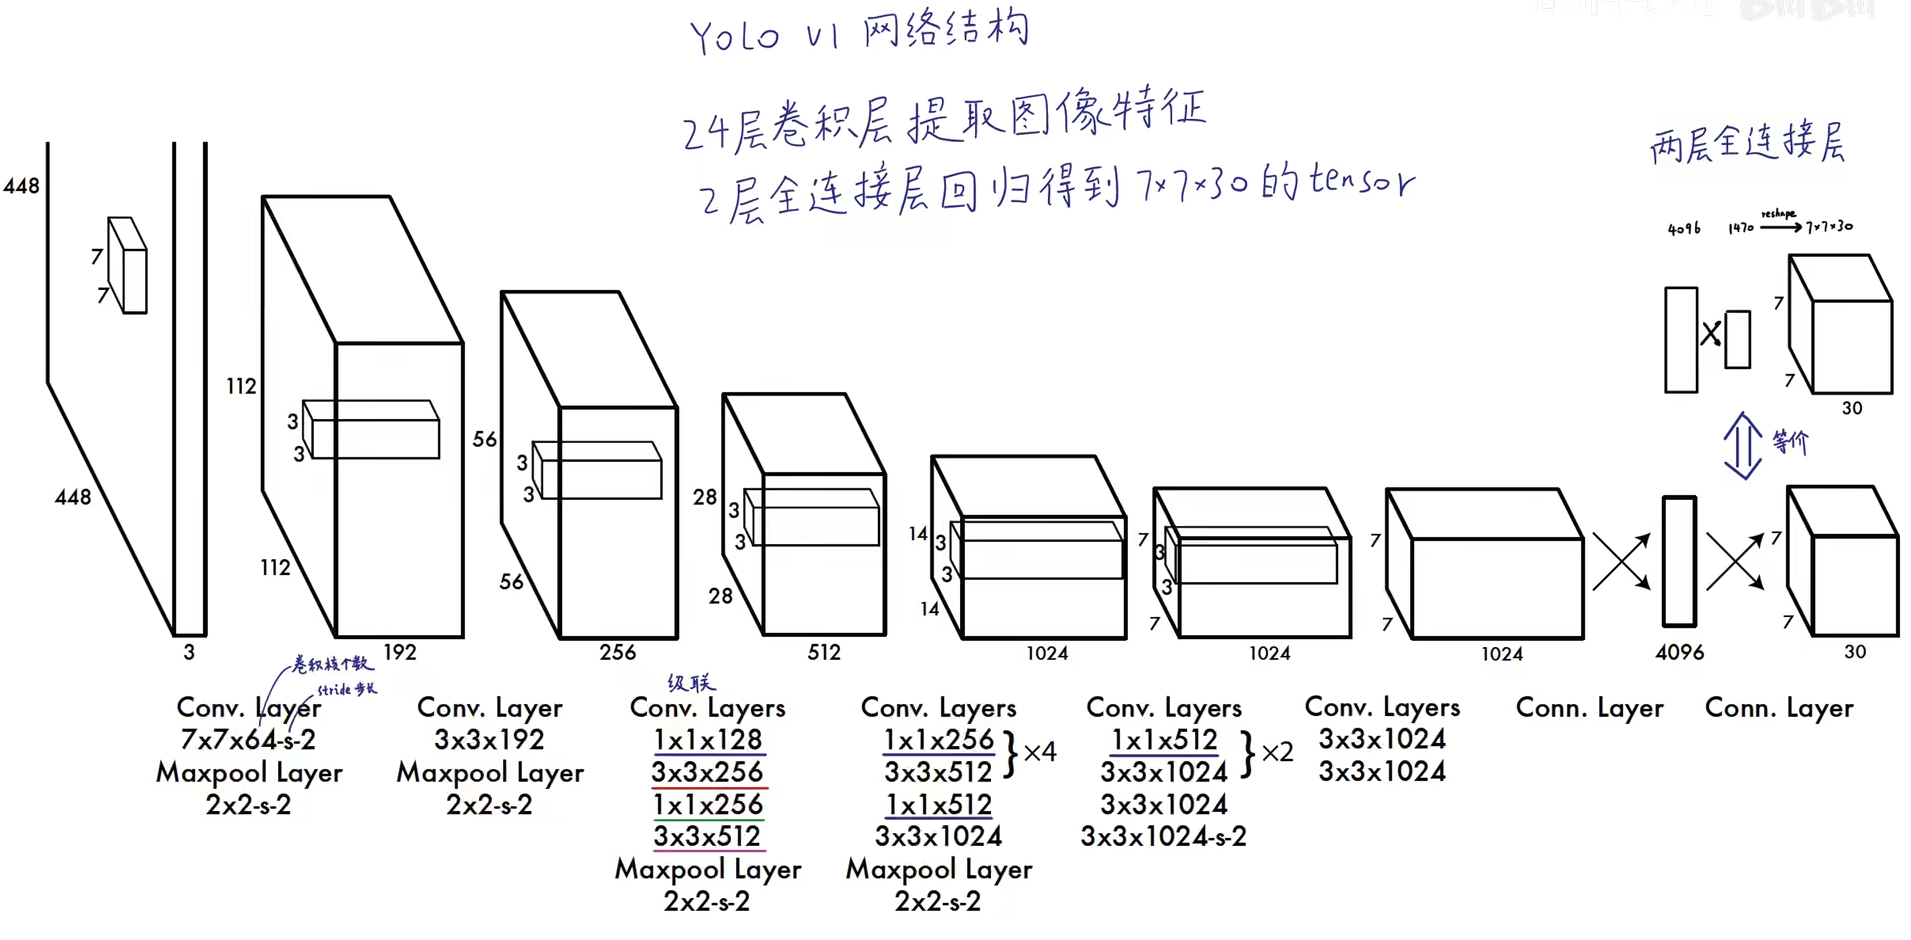 YOLO V1 网络结构
24层卷积层提取图像特征
2层全连接层回归得到7×7×30的tensor
两层全连接层
reshape
4096 1470 7×7×30
448
7
7
448
3
112
3
3
112
192
56
3
3
56
256
28
3
3
28
512
14
3
3
14
1024
7
3
3
7
1024
7
7
1024
4096
7
7
30
等价
7
7
30
卷积核个数
stride 步长
Conv. Layer
7x7x64-s-2
Maxpool Layer
2x2-s-2
Conv. Layer
3x3x192
Maxpool Layer
2x2-s-2
级联
Conv. Layers
1x1x128
3x3x256
1x1x256
3x3x512
Maxpool Layer
2x2-s-2
Conv. Layers
1x1x256
3x3x512
}×4
1x1x512
3x3x1024
Maxpool Layer
2x2-s-2
Conv. Layers
1x1x512
3x3x1024
}×2
3x3x1024
3x3x1024-s-2
Conv. Layers
3x3x1024
3x3x1024
Conn. Layer
Conn. Layer
bilibili